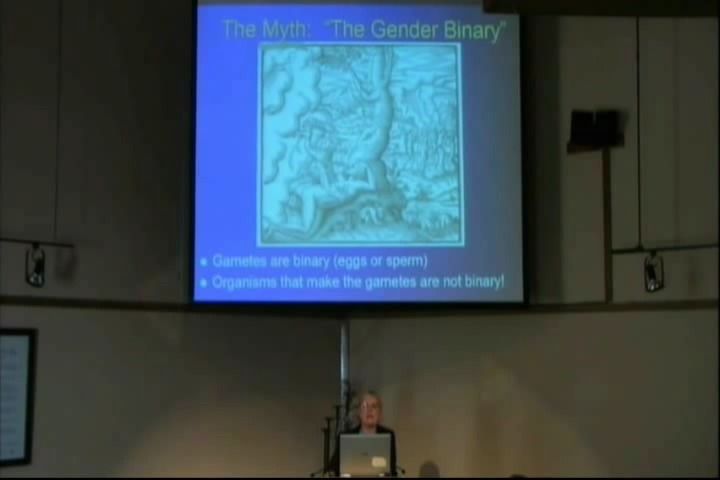 The Myth: "The Gender Binary"
Gametes are binary (eggs or sperm)
Organisms that make the gametes are not binary!